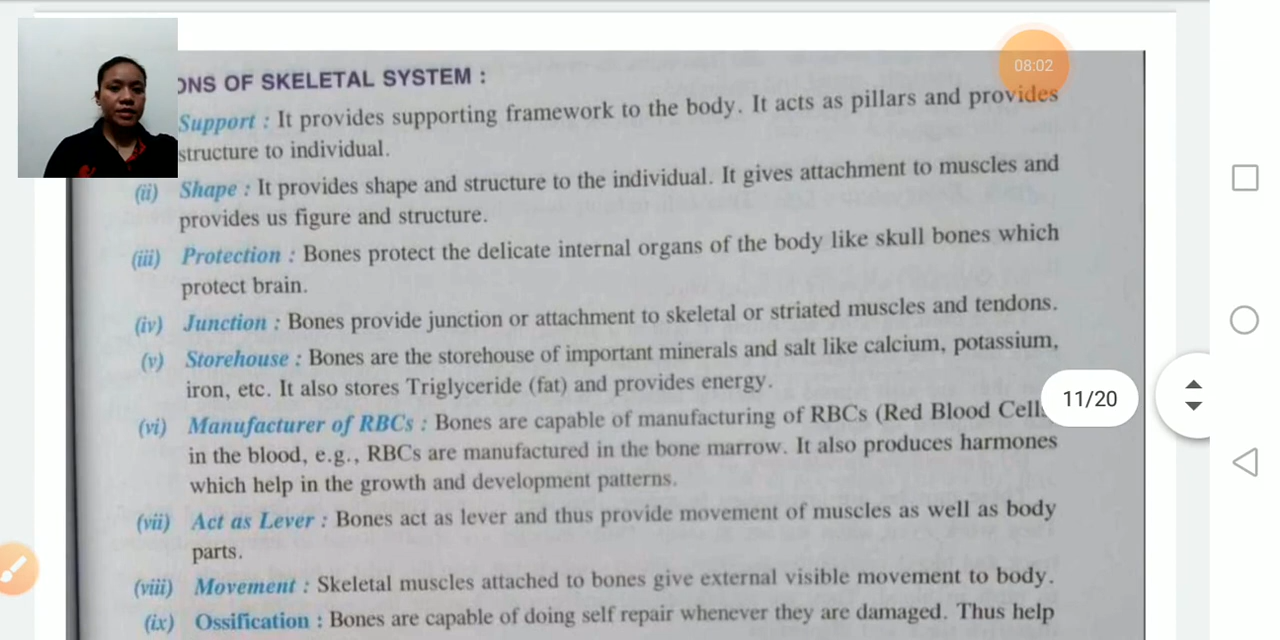 ONS OF SKELETAL SYSTEM :
08:02
Support : It provides supporting framework to the body. It acts as pillars and provides
structure to individual.
(ii) Shape : It provides shape and structure to the individual. It gives attachment to muscles and
provides us figure and structure.
(iii) Protection : Bones protect the delicate internal organs of the body like skull bones which
protect brain.
(iv) Junction : Bones provide junction or attachment to skeletal or striated muscles and tendons.
(v) Storehouse : Bones are the storehouse of important minerals and salt like calcium, potassium,
iron, etc. It also stores Triglyceride (fat) and provides energy.
11/20
(vi) Manufacturer of RBCs : Bones are capable of manufacturing of RBCs (Red Blood Cell
in the blood, e.g., RBCs are manufactured in the bone marrow. It also produces harmones
which help in the growth and development patterns.
(vii) Act as Lever : Bones act as lever and thus provide movement of muscles as well as body
parts.
(viii) Movement : Skeletal muscles attached to bones give external visible movement to body.
(ix) Ossification : Bones are capable of doing self repair whenever they are damaged. Thus help